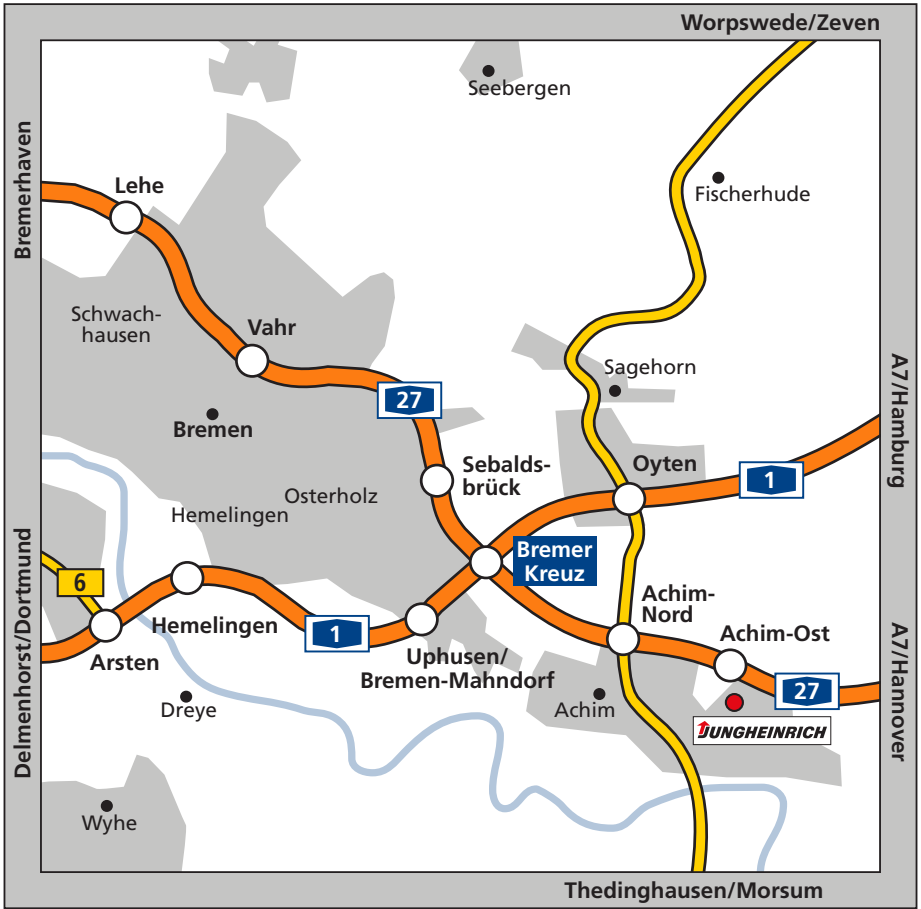 Worpswede/Zeven
Seebergen
Bremerhaven
Lehe
Fischerhude
Schwach-
hausen
Vahr
Sagehorn
A7/Hamburg
27
Bremen
Oyten
Sebalds-
brück
1
Osterholz
Hemelingen
Bremer
Kreuz
Delmenhorst/Dortmund
6
Achim-
Nord
Hemelingen
1
Achim-Ost
A7/Hannover
Arsten
Uphusen/
Bremen-Mahndorf
27
Dreye
Achim
JUNGHEINRICH
Wyhe
Thedinghausen/Morsum